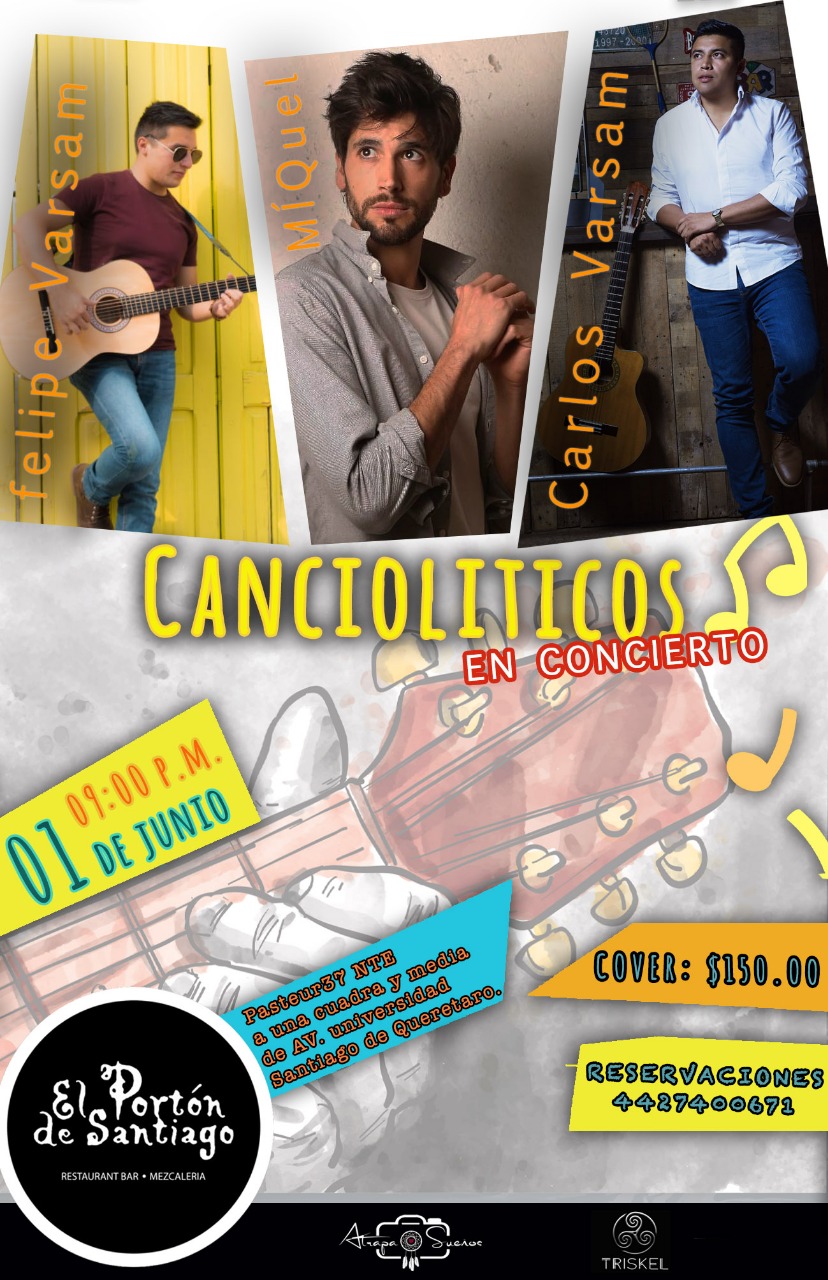 felipe Varsam
MíQuel
Carlos Varsam
1997-2090
CANCIOLITICOS
EN CONCIERTO
09:00 P.M.
01 DE JUNIO
Pasteur37 NTE
a una cuadra y media
de AV. universidad
Santiago de Queretaro.
COVER: $150.00
RESERVACIONES
4427400671
El Portón
de Santiago
RESTAURANT BAR • MEZCALERIA
Atrapa Sueños
TRISKEL